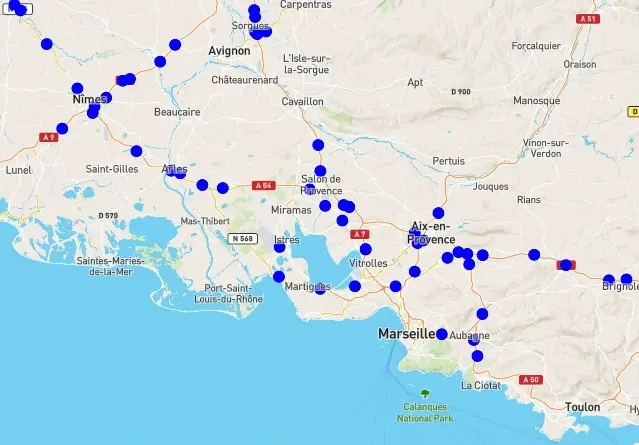 Carpentras
A 51
Sorgues
Forcalquier
Avignon
L'Isle-sur-
la-Sorgue
Oraison
Châteaurenard
Apt
D 900
Manosque
Cavaillon
Nîmes
Beaucaire
A 9
Vinon-sur-
Verdon
Pertuis
Lunel
Saint-Gilles
Arles
A 54
Salon de
Provence
Jouques
Rians
Miramas
D 570
Mas-Thibert
Aix-en-
Provence
N 568
Istres
A 7
Vitrolles
Saintes-Maries-
de-la-Mer
Port-Saint-
Louis-du-Rhône
Martigues
Brignole
Marseille
Aubagne
La Ciotat
A 50
Calanques
National Park
Toulon
Hy